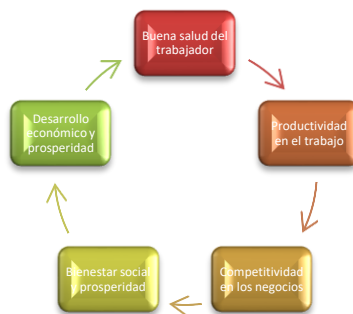 Buena salud del
trabajador
Productividad
en el trabajo
Competitividad
en los negocios
Bienestar social
y prosperidad
Desarrollo
económico y
prosperidad